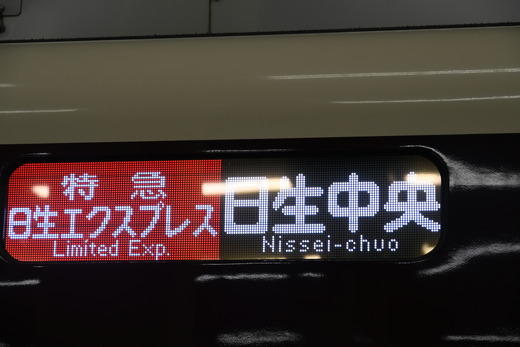 特急
日生エクスプレス
Limited Exp.
日生中央
Nissei-chuo